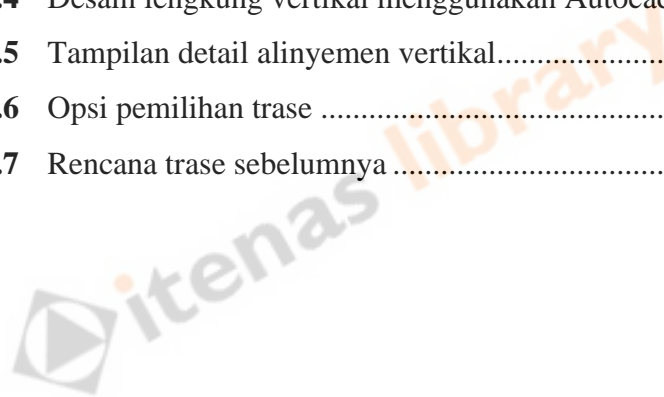 .4 Desain lengkung vertikal menggunakan Autocad
.5 Tampilan detail alinyemen vertikal....................
.6 Opsi pemilihan trase ........................................
.7 Rencana trase sebelumnya ................................
itenas library